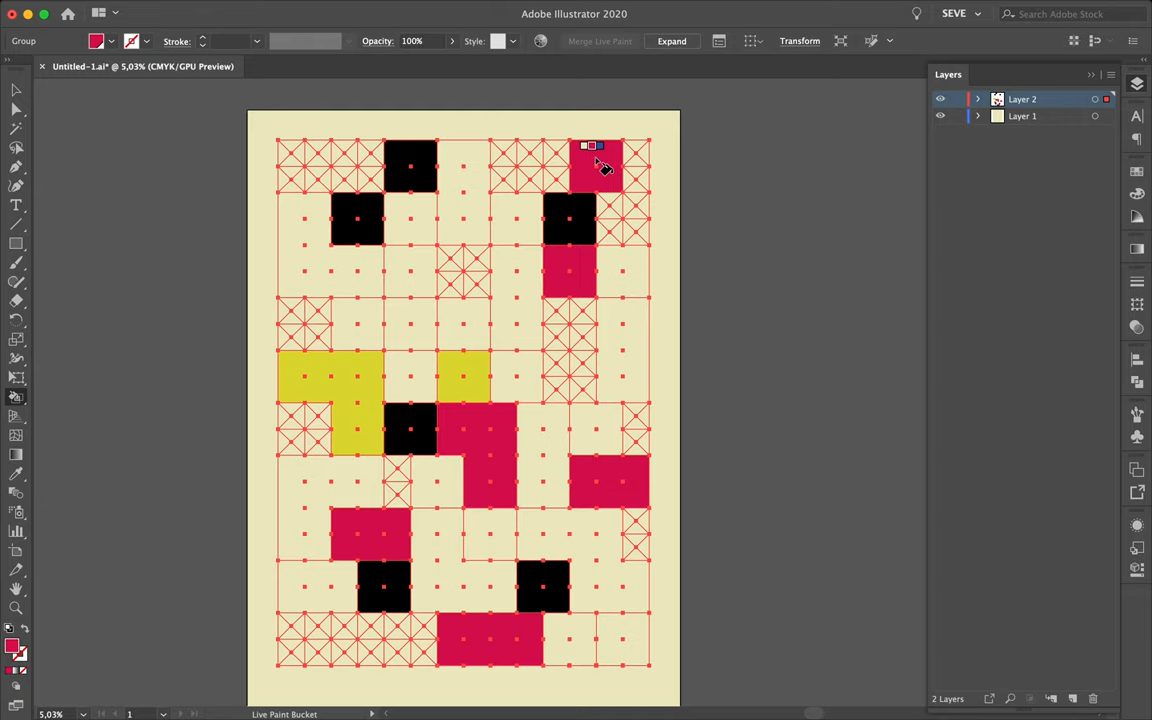 Adobe Illustrator 2020
SEVE
Search Adobe Stock
Group
Stroke:
Opacity: 100%
Style:
Merge Live Paint
Expand
Transform
Untitled-1.ai* @ 5,03% (CMYK/GPU Preview)
Layers
Layer 2
Layer 1
2 Layers
5,03%
1
Live Paint Bucket